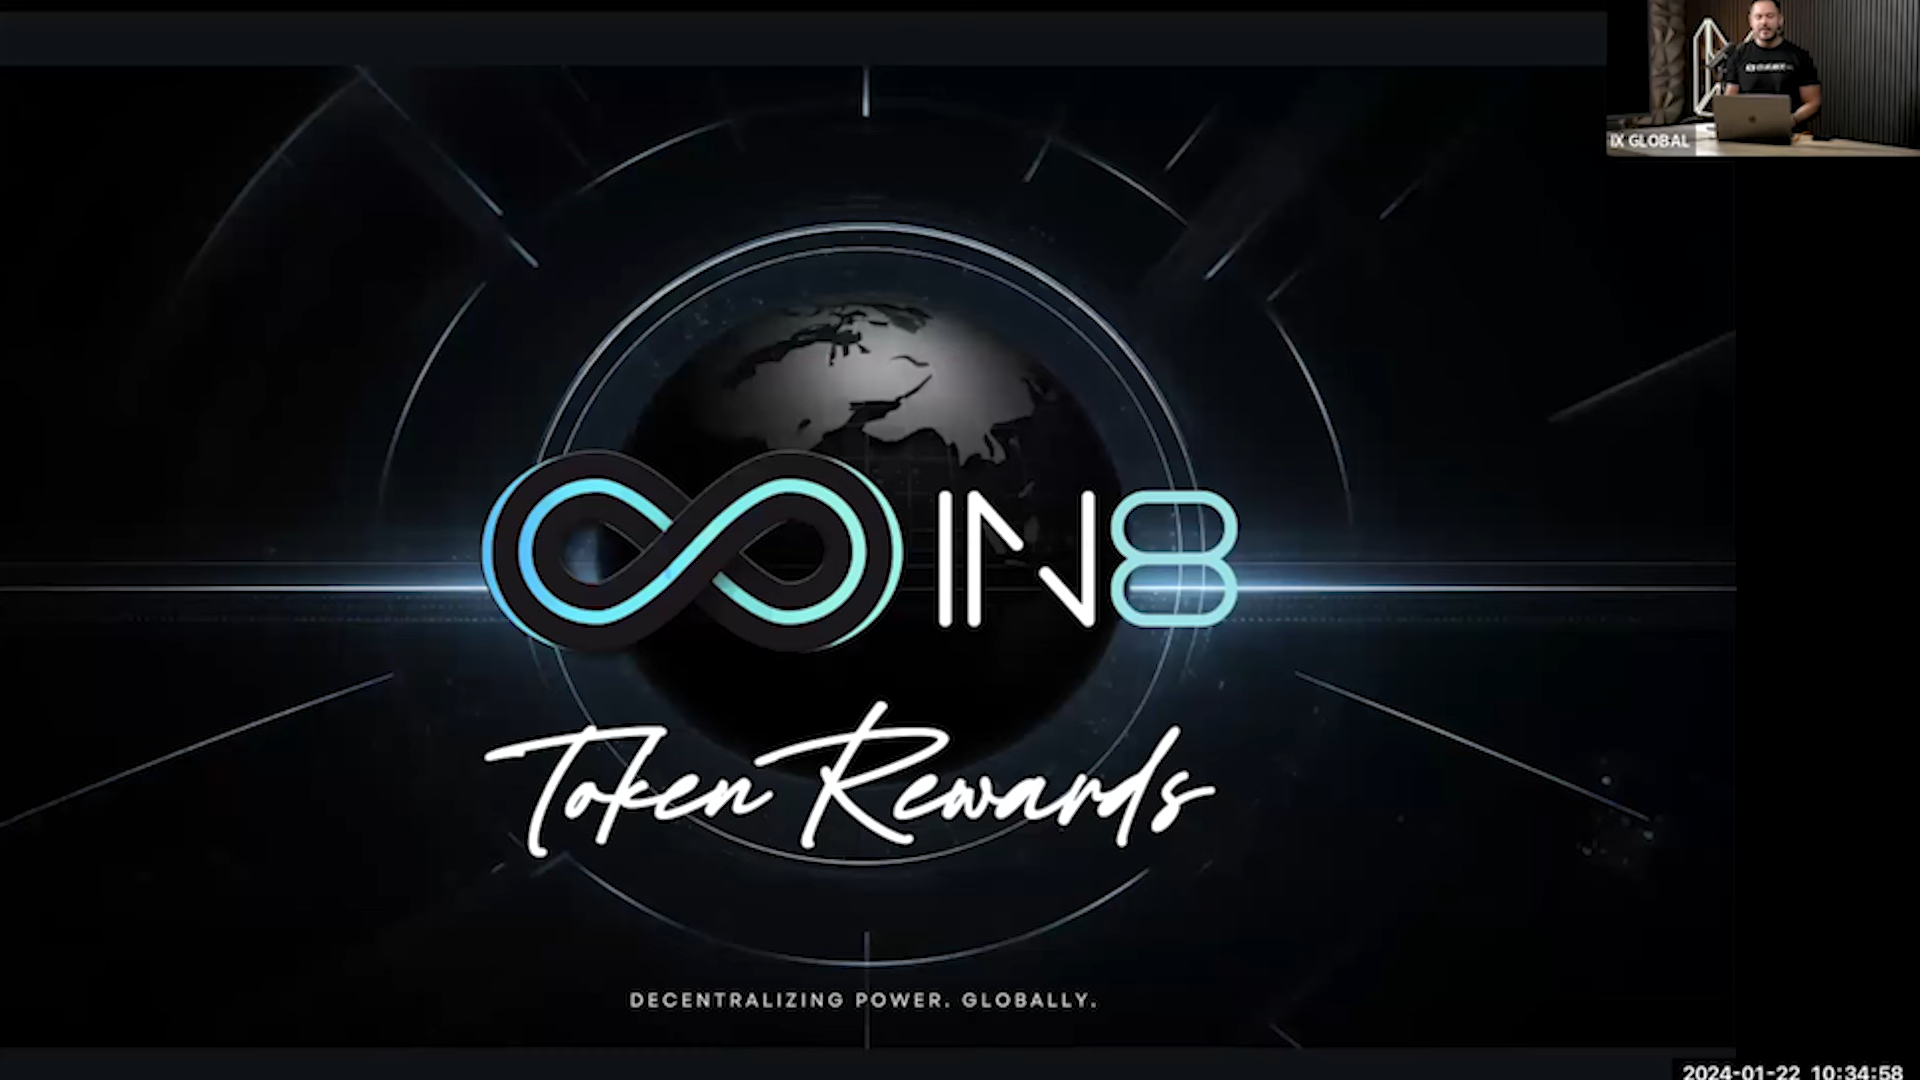 IX GLOBAL
IN8
Token Rewards
DECENTRALIZING POWER. GLOBALLY.
2024-01-22 10:34:58